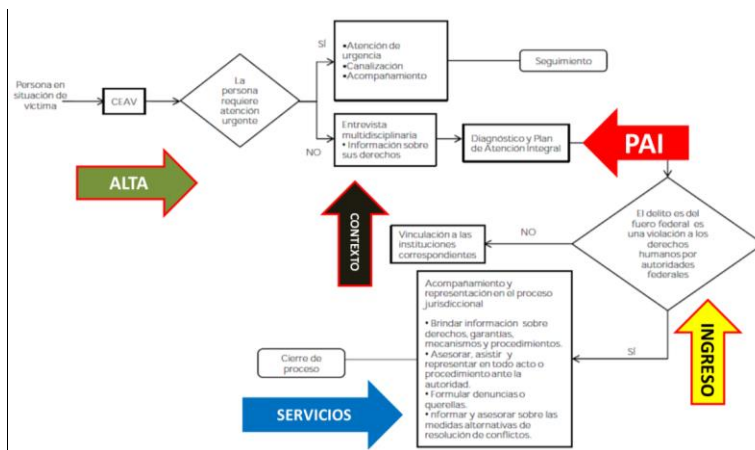 Persona en
situación de
víctima
CEAV
La
persona
requiere
atención
urgente
SÍ
•Atención de
urgencia
•Canalización
•Acompañamiento
Seguimiento
NO
Entrevista
multidisciplinaria
• Información sobre
sus derechos
Diagnóstico y Plan
de Atención Integral
PAI
ALTA
CONTEXTO
El delito es del
fuero federal es
una violación a los
derechos
humanos por
autoridades
federales
NO
Vinculación a las
instituciones
correspondientes
INGRESO
SÍ
Acompañamiento y
representación en el proceso
jurisdiccional
• Brindar información sobre
derechos, garantías,
mecanismos y procedimientos.
• Asesorar, asistir y
representar en todo acto o
procedimiento ante la
autoridad.
• Formular denuncias o
querellas.
• nformar y asesorar sobre las
medidas alternativas de
resolución de conflictos.
Cierre de
proceso
SERVICIOS